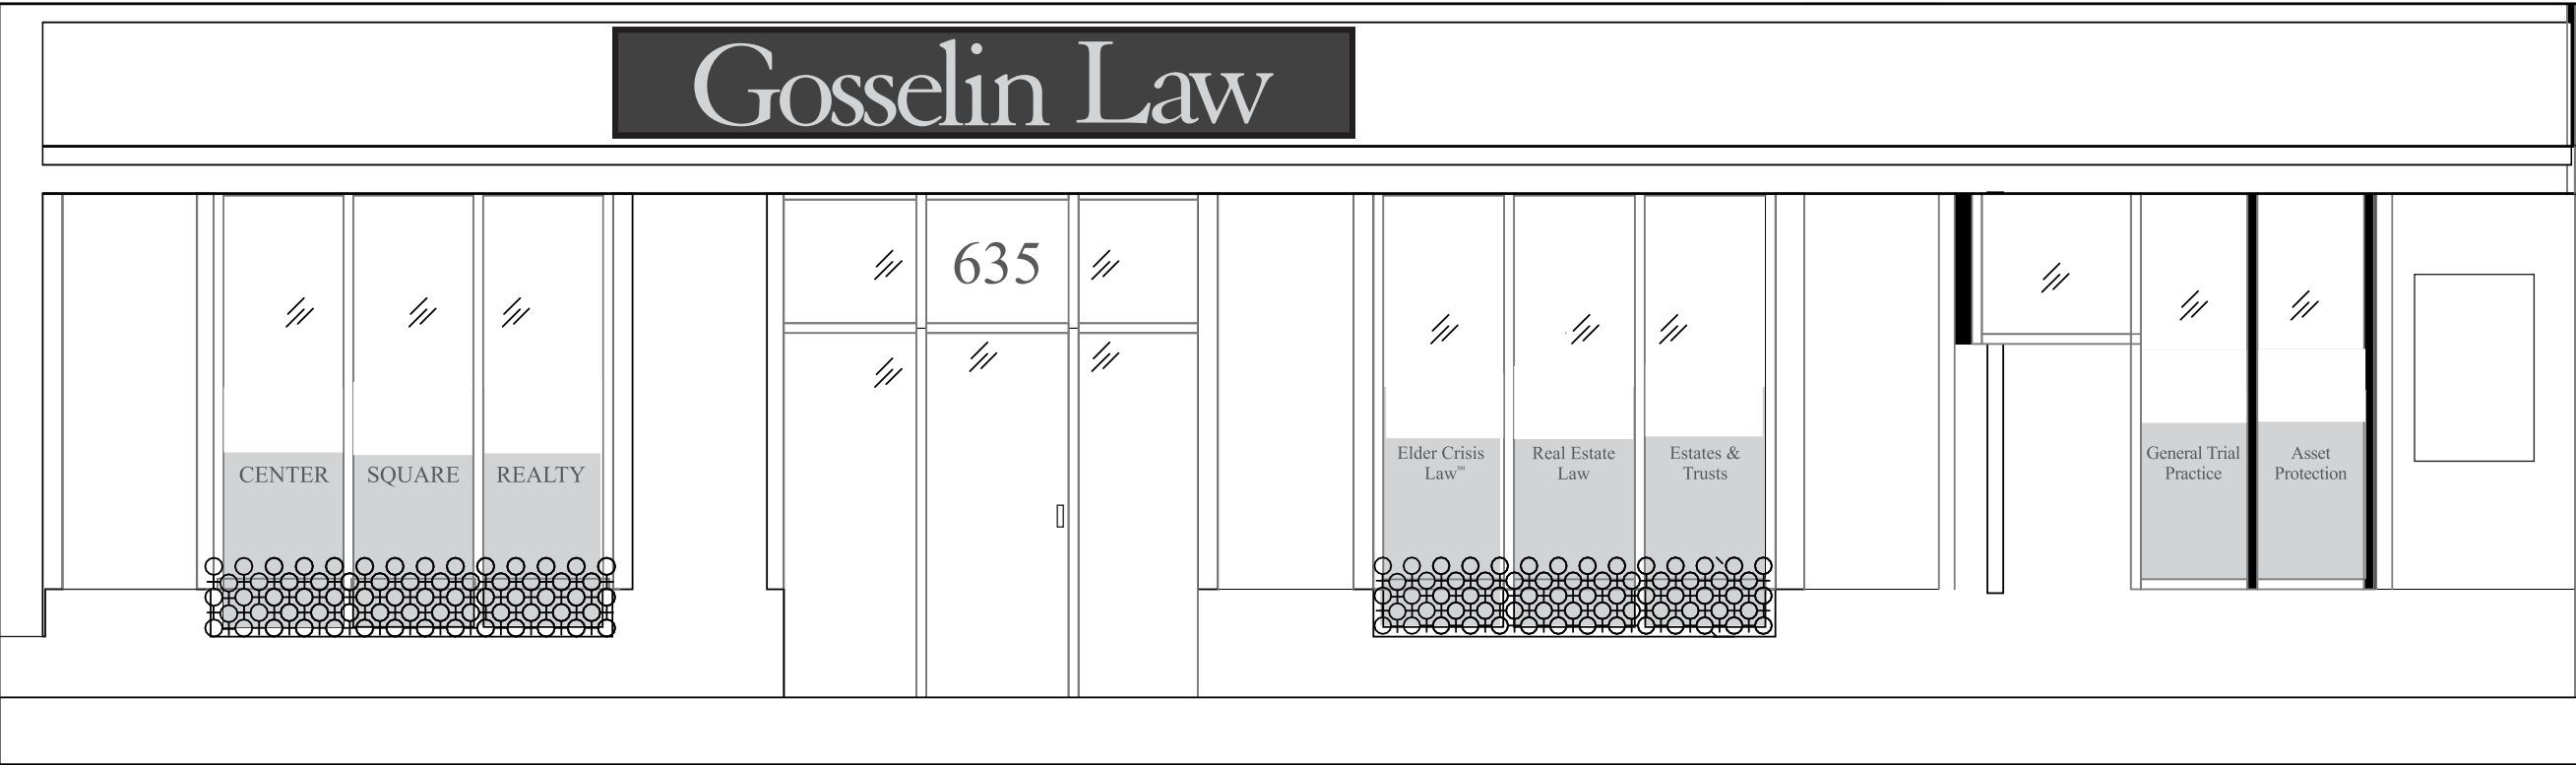 Gosselin Law
635
CENTER
SQUARE
REALTY
Elder Crisis
Law℠
Real Estate
Law
Estates &
Trusts
General Trial
Practice
Asset
Protection